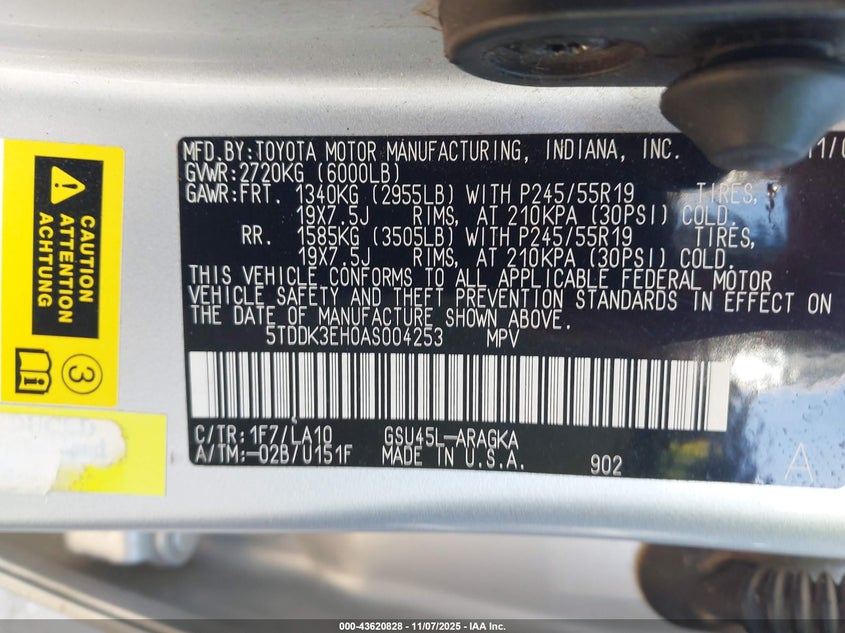 MFD.BY:TOYOTA MOTOR MANUFACTURING, INDIANA, INC. 11/0
GVWR:2720KG (6000LB)
GAWR:FRT. 1340KG (2955LB) WITH P245/55R19 TIRES,
19X7.5J RIMS, AT 210KPA (30PSI) COLD.
RR. 1585KG (3505LB) WITH P245/55R19 TIRES,
19X7.5J RIMS, AT 210KPA (30PSI) COLD.
THIS VEHICLE CONFORMS TO ALL APPLICABLE FEDERAL MOTOR
VEHICLE SAFETY AND THEFT PREVENTION STANDARDS IN EFFECT ON
THE DATE OF MANUFACTURE SHOWN ABOVE.
5TDDK3EH0AS004253 MPV
C/TR:1F7/LA10 GSU45L-ARAGKA
A/TM:-02B/U151F MADE IN U.S.A. 902
A
CAUTION
ATTENTION
ACHTUNG
i
3
000-43620828 - 11/07/2025 - IAA Inc.